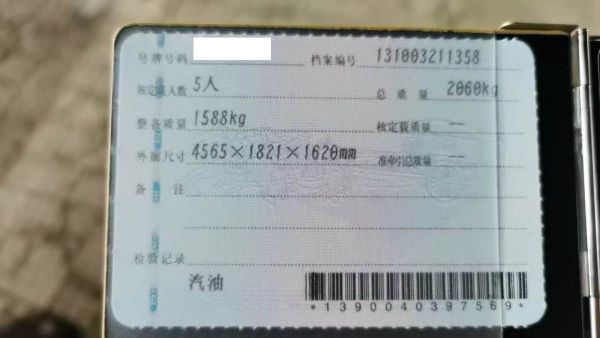 号牌号码 档案编号 131003211358
核定载人数 5人 总质量 2060kg
整备质量 1588kg 核定载质量 --
外廓尺寸 4565×1821×1620mm 准牵引总质量 --
备注
检验记录
汽油
*1390040397569*